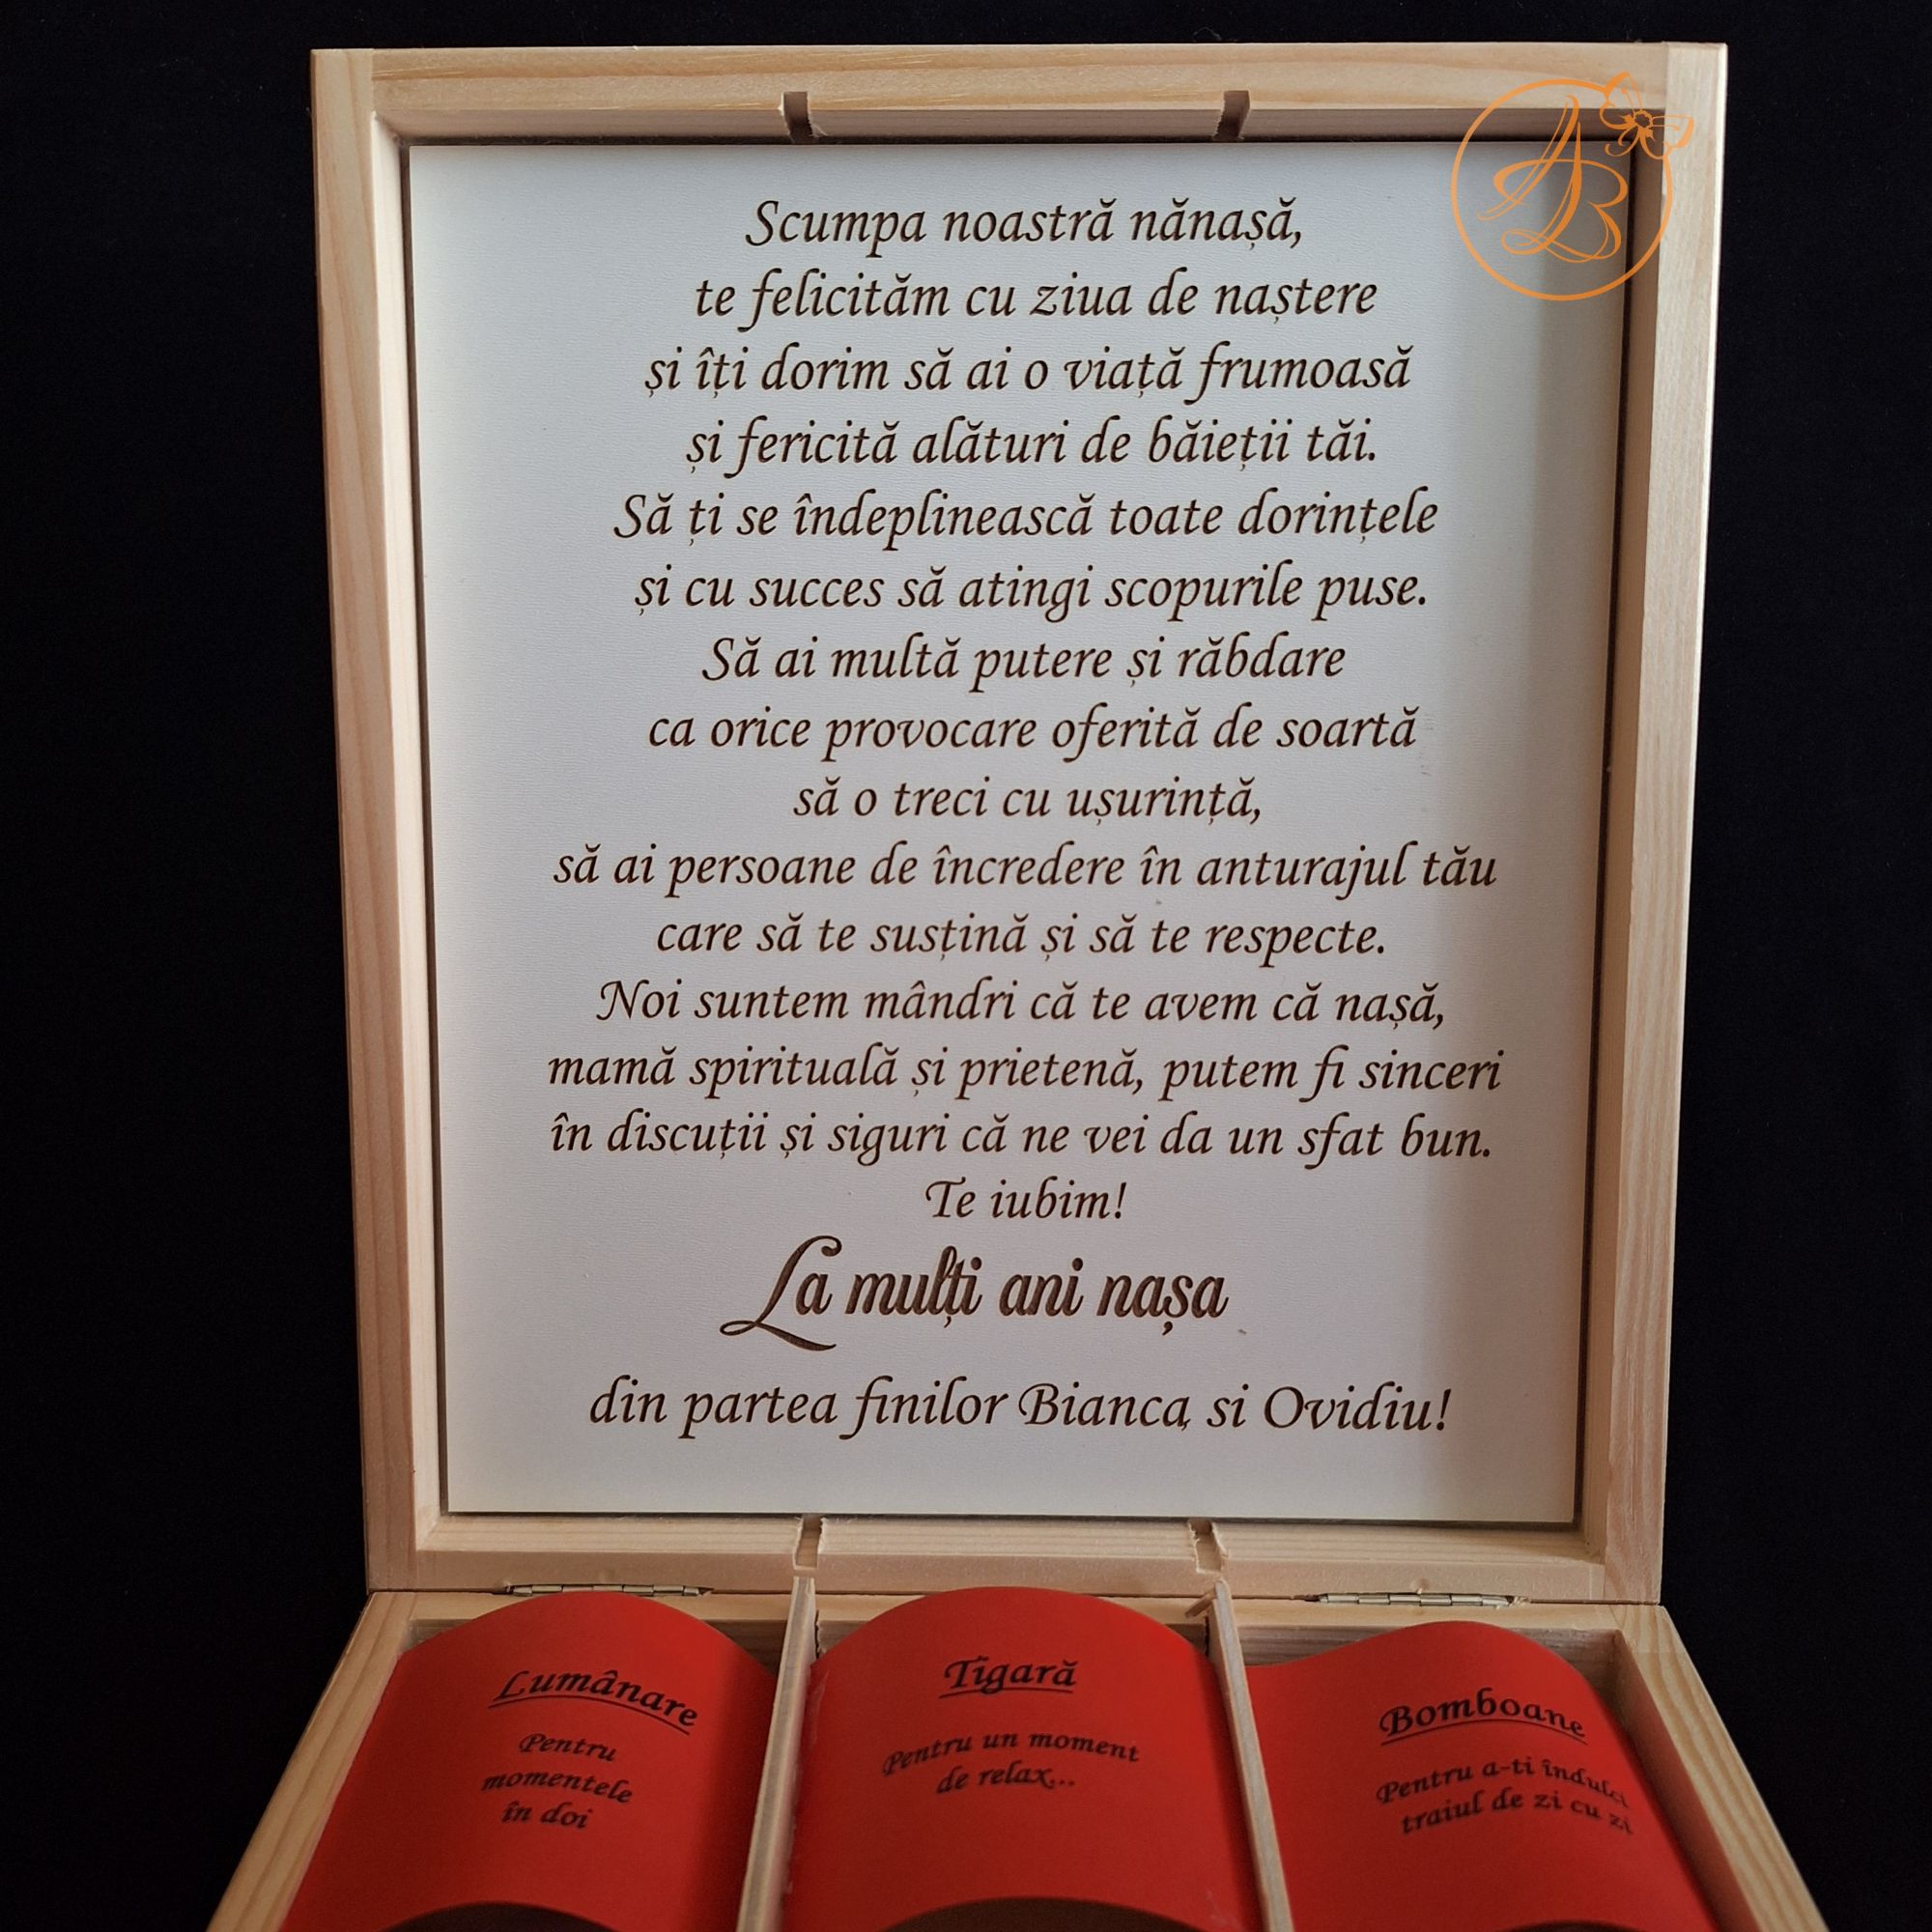 AB
Scumpa noastră nănașă,
te felicităm cu ziua de naștere
și îți dorim să ai o viață frumoasă
și fericită alături de băieții tăi.
Să ți se îndeplinească toate dorințele
și cu succes să atingi scopurile puse.
Să ai multă putere și răbdare
ca orice provocare oferită de soartă
să o treci cu ușurință,
să ai persoane de încredere în anturajul tău
care să te susțină și să te respecte.
Noi suntem mândri că te avem că nașă,
mamă spirituală și prietenă, putem fi sinceri
în discuții și siguri că ne vei da un sfat bun.
Te iubim!
La mulți ani nașa
din partea finilor Bianca, si Ovidiu!
Lumânare
Pentru
momentele
în doi
Tîgară
Pentru un moment
de relax...
Bomboane
Pentru a-ti îndulci
traiul de zi cu zi